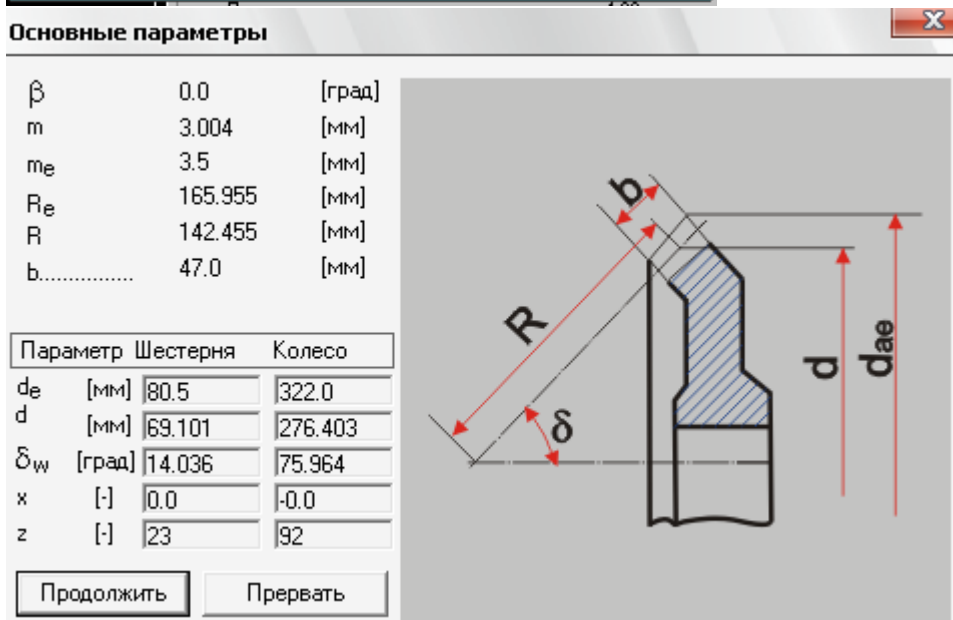 Основные параметры
β 0.0 [град]
m 3.004 [мм]
me 3.5 [мм]
Re 165.955 [мм]
R 142.455 [мм]
b................ 47.0 [мм]
Параметр Шестерня Колесо
de [мм] 80.5 322.0
d [мм] 69.101 276.403
δw [град] 14.036 75.964
x [-] 0.0 -0.0
z [-] 23 92
Продолжить Прервать
b
R
δ
d
dae